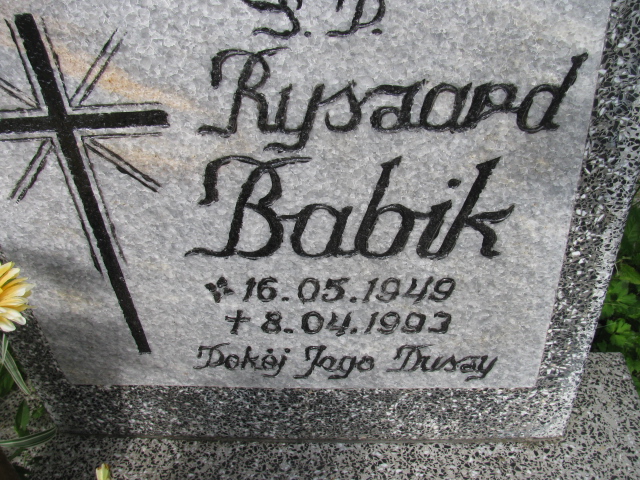 Ś.P.
Ryszard
Babik
* 16.05.1949
+ 8.04.1993
Pokój Jego Duszy